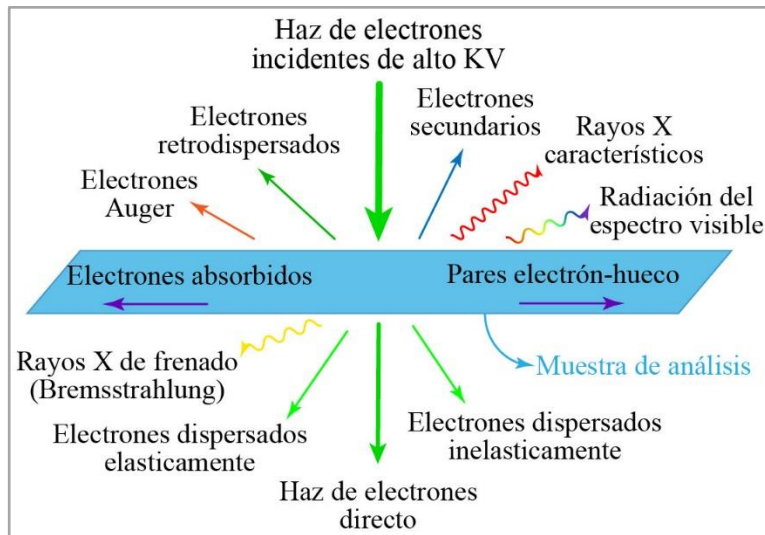 Haz de electrones
incidentes de alto KV
Electrones
retrodispersados
Electrones
secundarios
Rayos X
característicos
Electrones
Auger
Radiación del
espectro visible
Electrones absorbidos
Pares electrón-hueco
Rayos X de frenado
(Bremsstrahlung)
Muestra de análisis
Electrones dispersados
elasticamente
Electrones dispersados
inelasticamente
Haz de electrones
directo